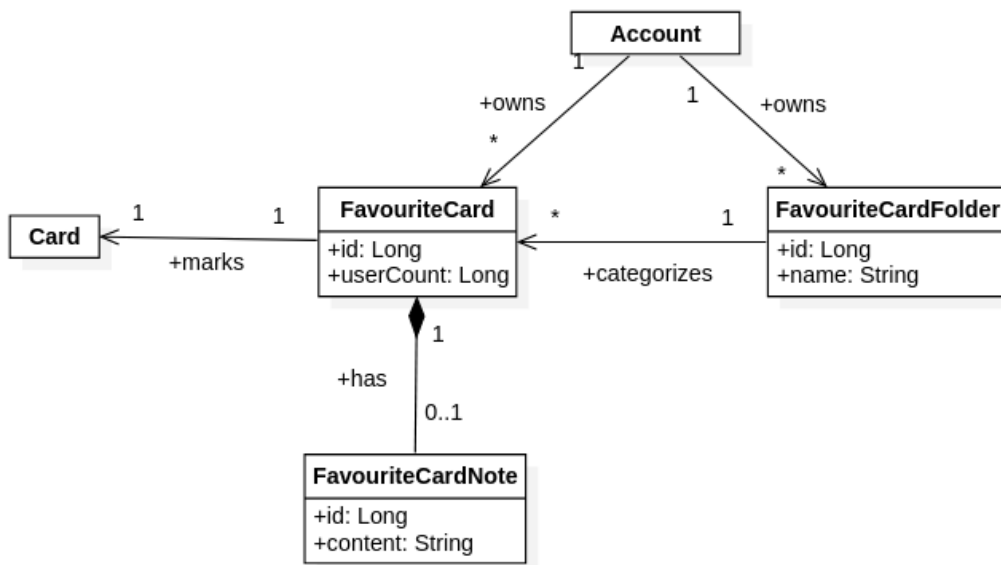 Account
1
+owns
*
1
+owns
*
Card
1
1
+marks
FavouriteCard
+id: Long
+userCount: Long
*
1
+categorizes
FavouriteCardFolder
+id: Long
+name: String
1
+has
0..1
FavouriteCardNote
+id: Long
+content: String